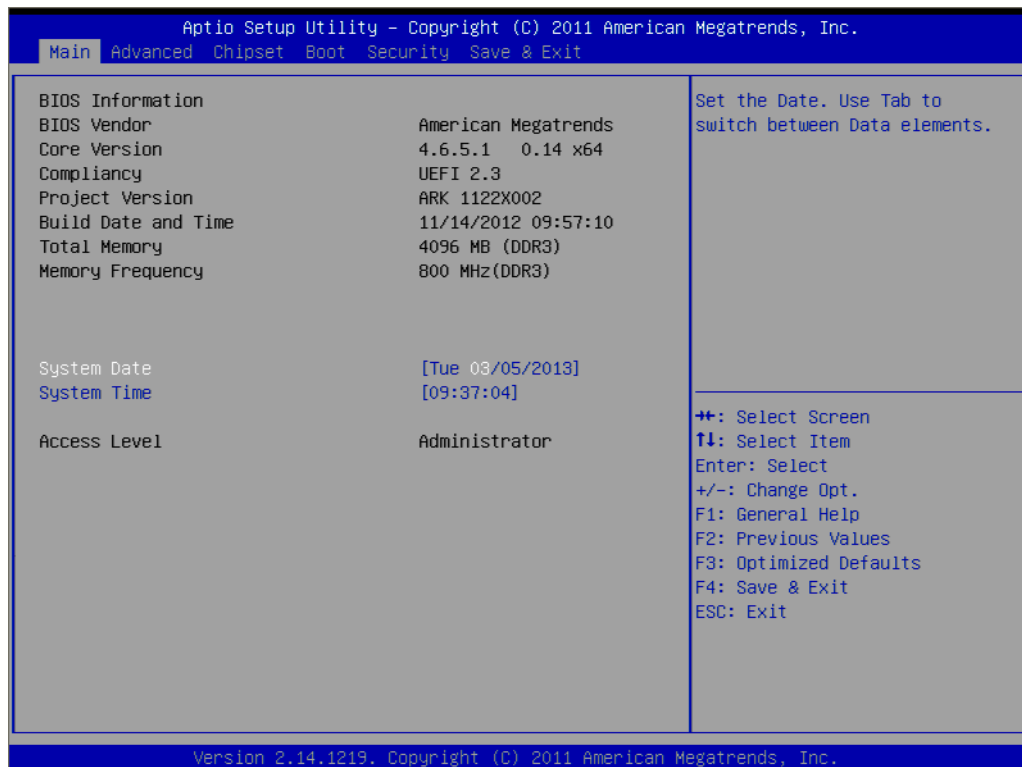 Aptio Setup Utility – Copyright (C) 2011 American Megatrends, Inc.
Main Advanced Chipset Boot Security Save & Exit
BIOS Information
BIOS Vendor American Megatrends
Core Version 4.6.5.1 0.14 x64
Compliancy UEFI 2.3
Project Version ARK 1122X002
Build Date and Time 11/14/2012 09:57:10
Total Memory 4096 MB (DDR3)
Memory Frequency 800 MHz(DDR3)
System Date [Tue 03/05/2013]
System Time [09:37:04]
Access Level Administrator
Set the Date. Use Tab to
switch between Data elements.
→←: Select Screen
↑↓: Select Item
Enter: Select
+/-: Change Opt.
F1: General Help
F2: Previous Values
F3: Optimized Defaults
F4: Save & Exit
ESC: Exit
Version 2.14.1219. Copyright (C) 2011 American Megatrends, Inc.